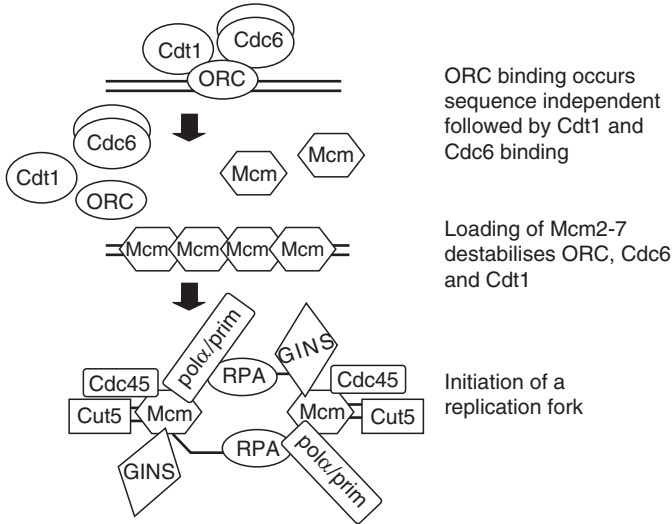 Cdt1
Cdc6
ORC
ORC binding occurs
sequence independent
followed by Cdt1 and
Cdc6 binding
Cdc6
Cdt1
ORC
Mcm
Mcm
Mcm
Mcm
Mcm
Mcm
Loading of Mcm2-7
destabilises ORC, Cdc6
and Cdt1
polα/prim
GINS
Cdc45
RPA
Cdc45
Cut5
Mcm
Mcm
Cut5
GINS
RPA
polα/prim
Initiation of a
replication fork